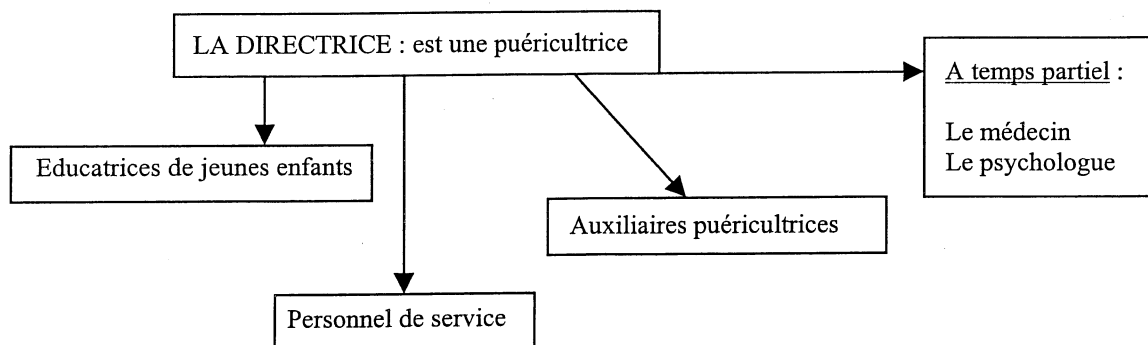 LA DIRECTRICE : est une puéricultrice
A temps partiel :
Le médecin
Le psychologue
Educatrices de jeunes enfants
Auxiliaires puéricultrices
Personnel de service